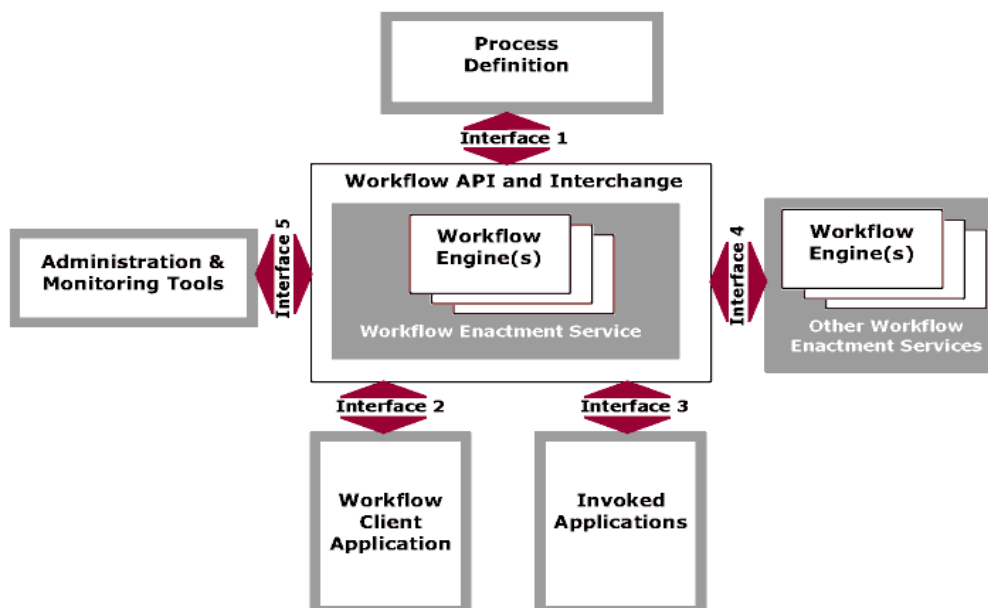 Process
Definition
Interface 1
Workflow API and Interchange
Workflow
Engine(s)
Workflow Enactment Service
Interface 5
Administration &
Monitoring Tools
Interface 4
Workflow
Engine(s)
Other Workflow
Enactment Services
Interface 2
Interface 3
Workflow
Client
Application
Invoked
Applications